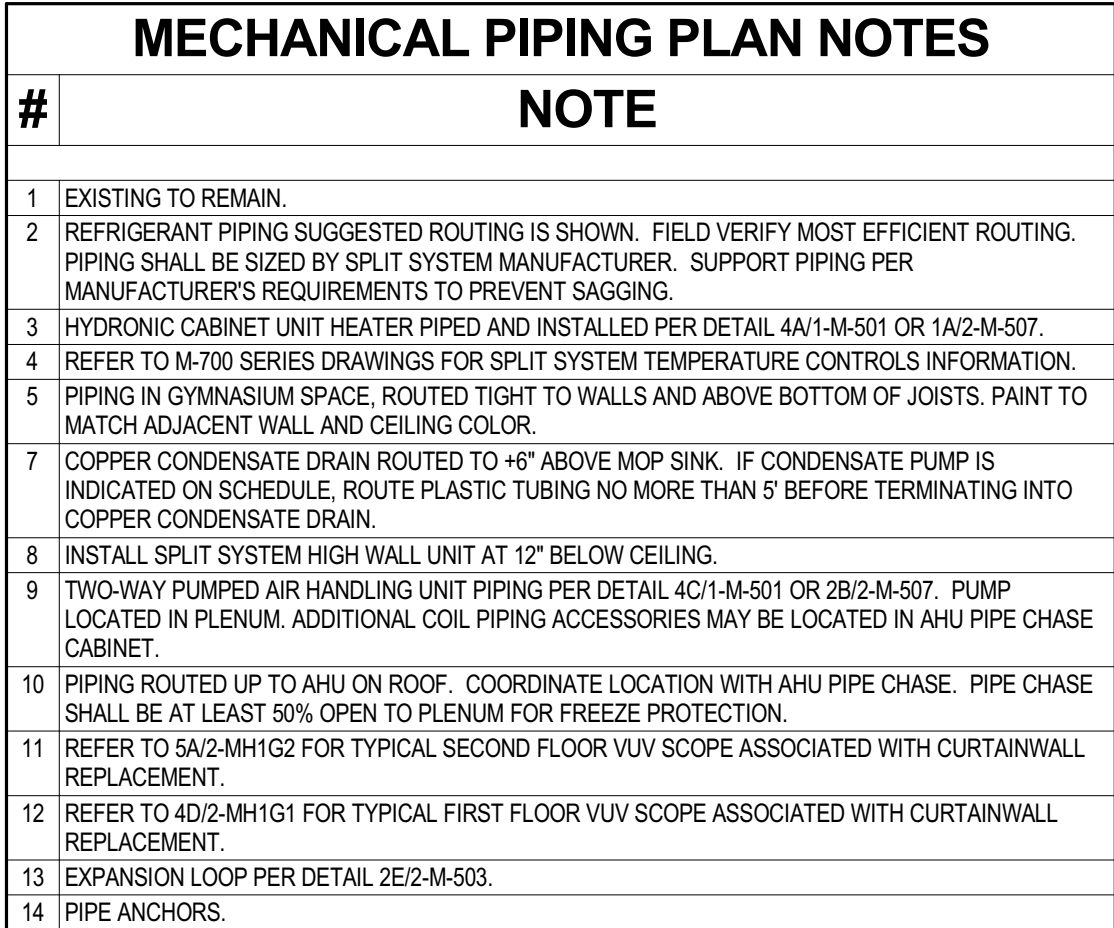 MECHANICAL PIPING PLAN NOTES
# NOTE
1 EXISTING TO REMAIN.
2 REFRIGERANT PIPING SUGGESTED ROUTING IS SHOWN.  FIELD VERIFY MOST EFFICIENT ROUTING.
PIPING SHALL BE SIZED BY SPLIT SYSTEM MANUFACTURER.  SUPPORT PIPING PER
MANUFACTURER'S REQUIREMENTS TO PREVENT SAGGING.
3 HYDRONIC CABINET UNIT HEATER PIPED AND INSTALLED PER DETAIL 4A/1-M-501 OR 1A/2-M-507.
4 REFER TO M-700 SERIES DRAWINGS FOR SPLIT SYSTEM TEMPERATURE CONTROLS INFORMATION.
5 PIPING IN GYMNASIUM SPACE, ROUTED TIGHT TO WALLS AND ABOVE BOTTOM OF JOISTS. PAINT TO
MATCH ADJACENT WALL AND CEILING COLOR.
7 COPPER CONDENSATE DRAIN ROUTED TO +6" ABOVE MOP SINK.  IF CONDENSATE PUMP IS
INDICATED ON SCHEDULE, ROUTE PLASTIC TUBING NO MORE THAN 5' BEFORE TERMINATING INTO
COPPER CONDENSATE DRAIN.
8 INSTALL SPLIT SYSTEM HIGH WALL UNIT AT 12" BELOW CEILING.
9 TWO-WAY PUMPED AIR HANDLING UNIT PIPING PER DETAIL 4C/1-M-501 OR 2B/2-M-507.  PUMP
LOCATED IN PLENUM. ADDITIONAL COIL PIPING ACCESSORIES MAY BE LOCATED IN AHU PIPE CHASE
CABINET.
10 PIPING ROUTED UP TO AHU ON ROOF.  COORDINATE LOCATION WITH AHU PIPE CHASE.  PIPE CHASE
SHALL BE AT LEAST 50% OPEN TO PLENUM FOR FREEZE PROTECTION.
11 REFER TO 5A/2-MH1G2 FOR TYPICAL SECOND FLOOR VUV SCOPE ASSOCIATED WITH CURTAINWALL
REPLACEMENT.
12 REFER TO 4D/2-MH1G1 FOR TYPICAL FIRST FLOOR VUV SCOPE ASSOCIATED WITH CURTAINWALL
REPLACEMENT.
13 EXPANSION LOOP PER DETAIL 2E/2-M-503.
14 PIPE ANCHORS.